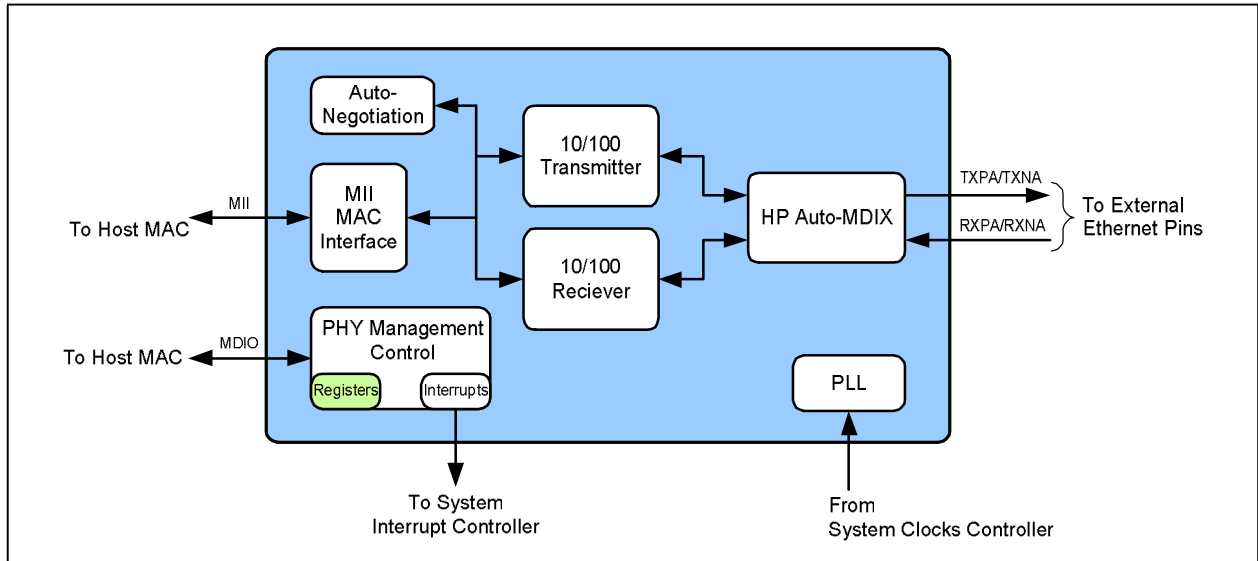 Auto-
Negotiation
10/100
Transmitter
MII
MAC
Interface
To Host MAC
MII
HP Auto-MDIX
TXPA/TXNA
RXPA/RXNA
To External
Ethernet Pins
10/100
Reciever
PHY Management
Control
To Host MAC
MDIO
Registers
Interrupts
PLL
To System
Interrupt Controller
From
System Clocks Controller